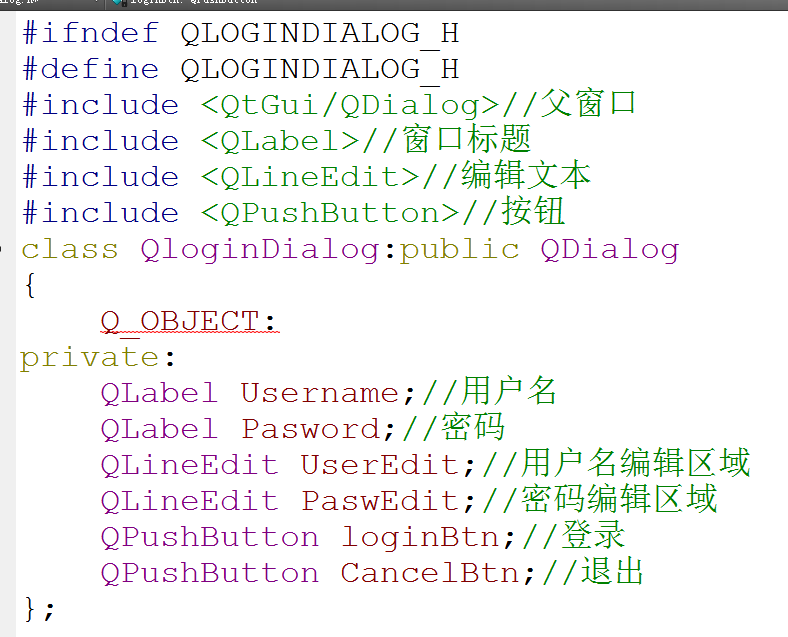 #ifndef QLOGINDIALOG_H
#define QLOGINDIALOG_H
#include <QtGui/QDialog>//父窗口
#include <QLabel>//窗口标题
#include <QLineEdit>//编辑文本
#include <QPushButton>//按钮
class QloginDialog:public QDialog
{
    Q_OBJECT:
private:
    QLabel Username;//用户名
    QLabel Pasword;//密码
    QLineEdit UserEdit;//用户名编辑区域
    QLineEdit PaswEdit;//密码编辑区域
    QPushButton loginBtn;//登录
    QPushButton CancelBtn;//退出
};